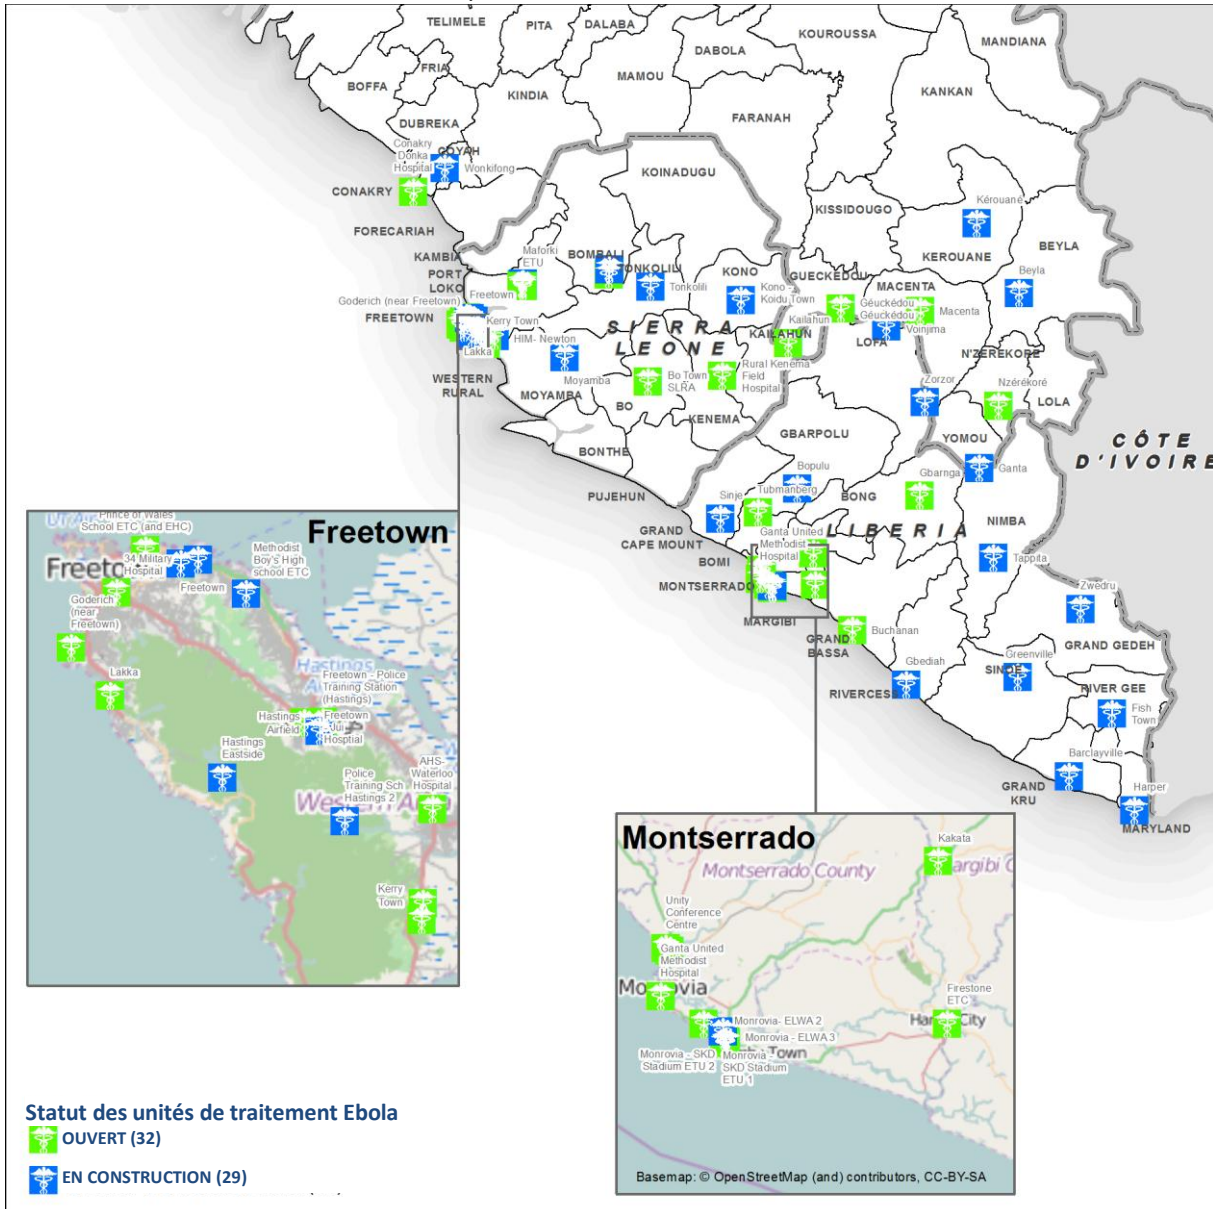 TELIMELE
PITA
DALABA
KOUROUSSA
MANDIANA
DABOLA
FRIA
MAMOU
BOFFA
KINDIA
KANKAN
DUBREKA
FARANAH
Conakry
Donka
Hospital
COYAH
Wonkifong
KOINADUGU
CONAKRY
KISSIDOUGO
Kérouané
FORECARIAH
BEYLA
KAMBIA
Maforki
ETU
BOMBALI
TONKOLILI
KONO
GUECKEDOU
KEROUANE
Beyla
PORT
LOKO
Tonkolili
Kono -
Koidu Town
MACENTA
Goderich (near Freetown)
Freetown
Géuckédou
Géuckédou
Macenta
FREETOWN
Kerry Town
SIERRA
LEONE
Kailahun
KAILAHUN
Voinjima
HIM- Newton
Lakka
LOFA
N'ZEREKORE
WESTERN
RURAL
Moyamba
MOYAMBA
Bo Town
SLRA
Rural Kenema
Field
Hospital
Zorzor
Nzérékoré
LOLA
BO
KENEMA
GBARPOLU
YOMOU
CÔTE
D'IVOIRE
BONTHE
Bopulu
Gbarnga
Ganta
PUJEHUN
Sinje
Tubmanberg
BONG
NIMBA
GRAND
CAPE MOUNT
Ganta United
Methodist
Hospital
LIBERIA
BOMI
Tappita
MONTSERRADO
Zwedru
MARGIBI
GRAND
BASSA
Buchanan
GRAND GEDEH
Gbediah
Greenville
SINOE
RIVERCESS
RIVER GEE
Fish
Town
Barclayville
GRAND
KRU
Harper
MARYLAND
Freetown
Prince of Wales
School ETC (and EHC)
34 Military
Hospital
Methodist
Boy's High
school ETC
Freetown
Goderich
(near
Freetown)
Lakka
Hastings
Freetown - Police
Training Station
(Hastings)
Hastings
Airfield
Freetown
- Jui
Hosptial
Hastings
Eastside
Police
Training Sch
Hastings 2
AHS-
Waterloo
Hospital
Kerry
Town
Montserrado
Kakata
Montserrado County
Unity
Conference
Centre
Ganta United
Methodist
Hospital
Firestone
ETC
Monrovia- ELWA 2
Monrovia - ELWA 3
Monrovia - SKD
Stadium ETU 2
Monrovia -
SKD Stadium
ETU 1
Basemap: © OpenStreetMap (and) contributors, CC-BY-SA
Statut des unités de traitement Ebola
OUVERT (32)
EN CONSTRUCTION (29)